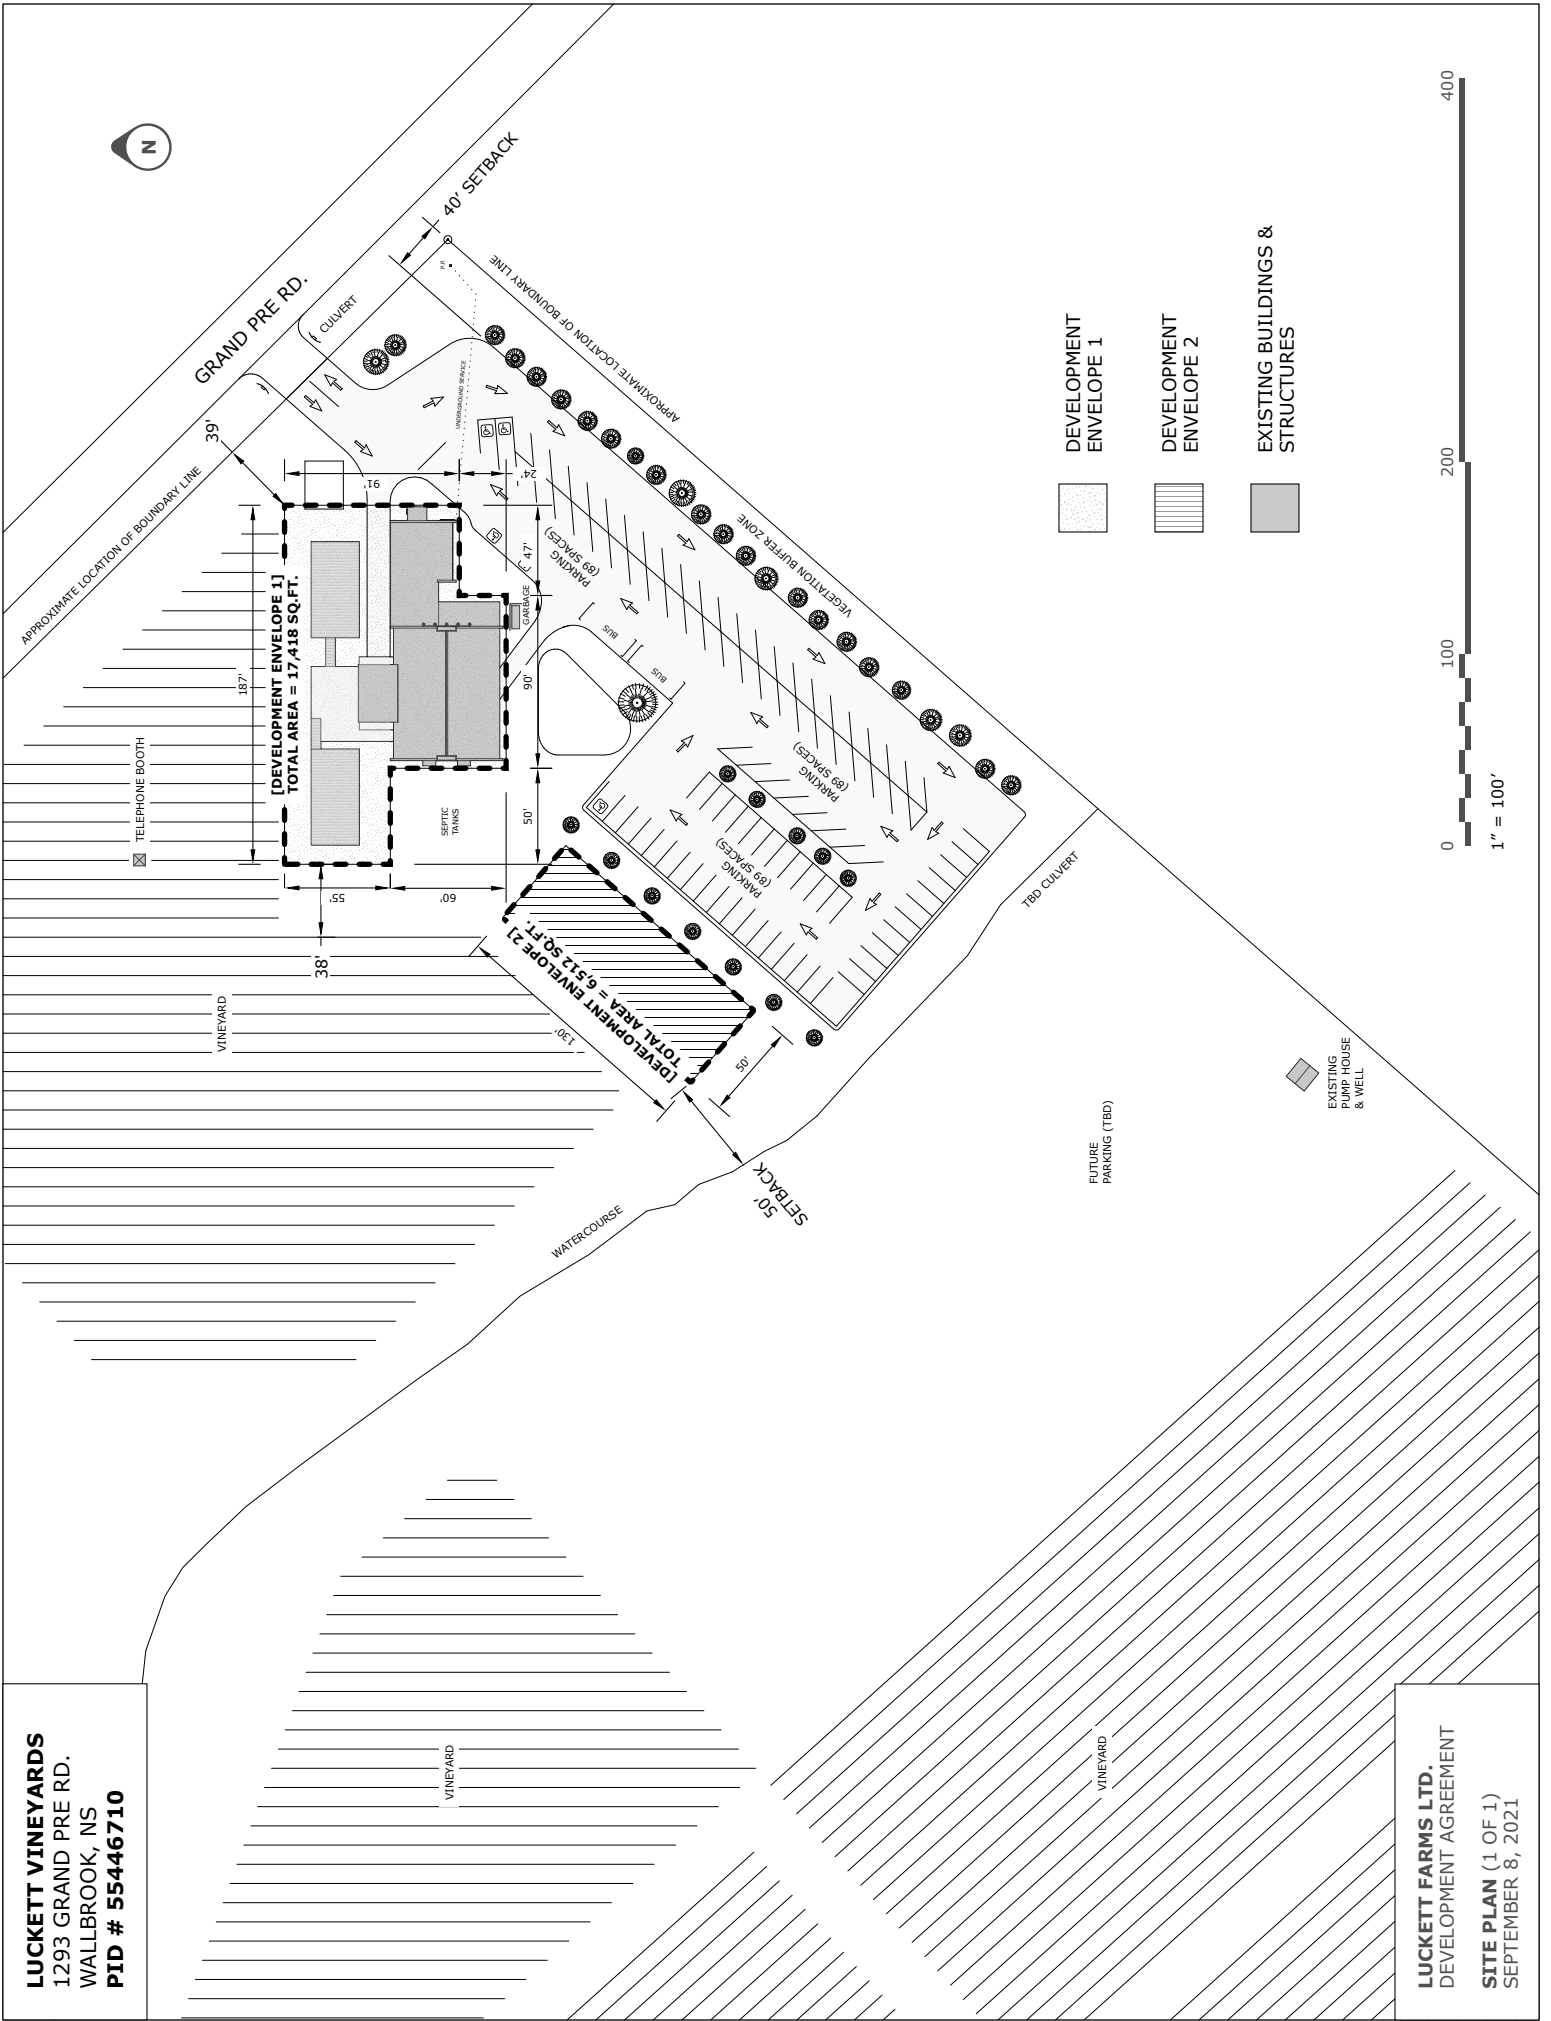 LUCKETT VINEYARDS
1293 GRAND PRE RD.
WALLBROOK, NS
PID # 55446710
N
GRAND PRE RD.
40' SETBACK
CULVERT
P.P.
APPROXIMATE LOCATION OF BOUNDARY LINE
39'
APPROXIMATE LOCATION OF BOUNDARY LINE
UNDERGROUND SERVICE
91'
24'
187'
[DEVELOPMENT ENVELOPE 1]
TOTAL AREA = 17,418 SQ.FT.
47'
GARBAGE
90'
50'
TELEPHONE BOOTH
SEPTIC
TANKS
55'
60'
38'
VINEYARD
PARKING
(89 SPACES)
BUS
BUS
VEGETATION BUFFER ZONE
PARKING
(89 SPACES)
PARKING
(89 SPACES)
[DEVELOPMENT ENVELOPE 2]
TOTAL AREA = 6,512 SQ.FT.
130'
50'
50'
SETBACK
TBD CULVERT
WATERCOURSE
FUTURE
PARKING (TBD)
EXISTING
PUMP HOUSE
& WELL
VINEYARD
VINEYARD
DEVELOPMENT
ENVELOPE 1
DEVELOPMENT
ENVELOPE 2
EXISTING BUILDINGS &
STRUCTURES
0
100
200
400
1" = 100'
LUCKETT FARMS LTD.
DEVELOPMENT AGREEMENT
SITE PLAN (1 OF 1)
SEPTEMBER 8, 2021